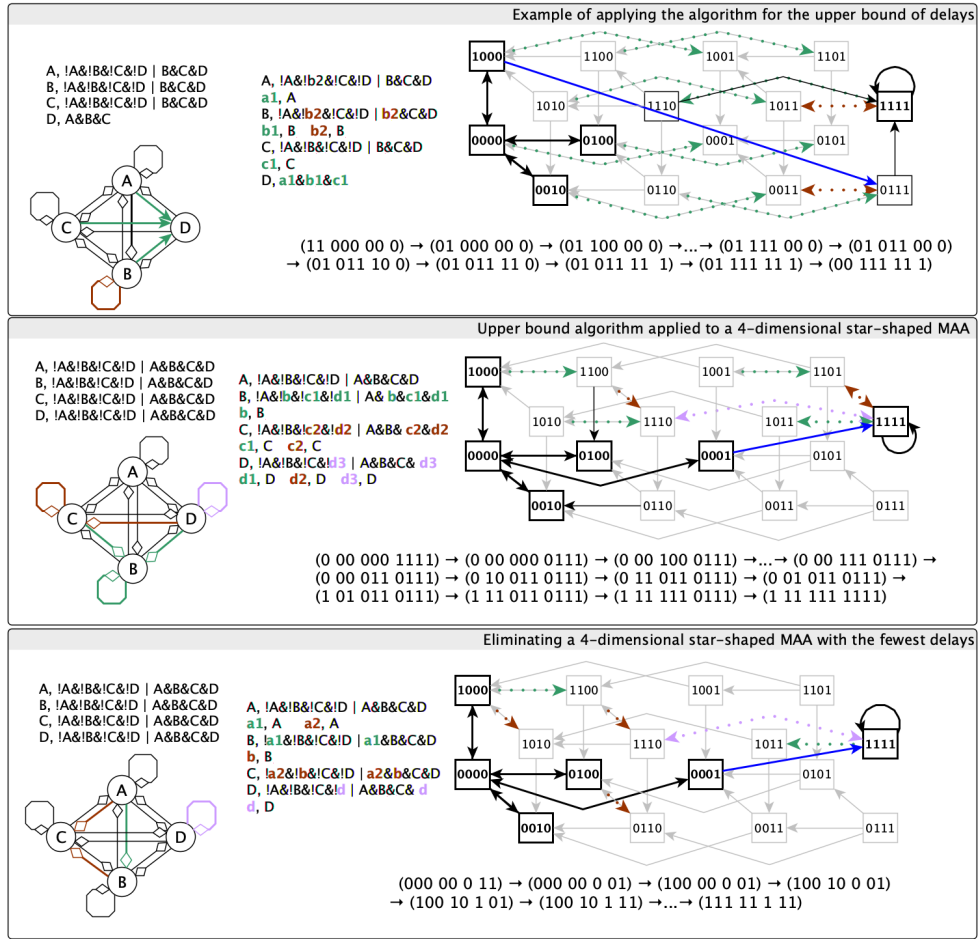 Example of applying the algorithm for the upper bound of delays
A, !A&!B&!C&!D | B&C&D
B, !A&!B&!C&!D | B&C&D
C, !A&!B&!C&!D | B&C&D
D, A&B&C
A, !A&!b2&!C&!D | B&C&D
a1, A
B, !A&!b2&!C&!D | b2&C&D
b1, B b2, B
C, !A&!B&!C&!D | B&C&D
c1, C
D, a1&b1&c1
A
C
D
B
1000 1100 1001 1101
1010 1110 1011 1111
0000 0100 0001 0101
0010 0110 0011 0111
(11 000 00 0) → (01 000 00 0) → (01 100 00 0) →...→ (01 111 00 0) → (01 011 00 0)
→ (01 011 10 0) → (01 011 11 0) → (01 011 11 1) → (01 111 11 1) → (00 111 11 1)
Upper bound algorithm applied to a 4-dimensional star-shaped MAA
A, !A&!B&!C&!D | A&B&C&D
B, !A&!B&!C&!D | A&B&C&D
C, !A&!B&!C&!D | A&B&C&D
D, !A&!B&!C&!D | A&B&C&D
A, !A&!B&!C&!D | A&B&C&D
B, !A&!b&!c1&!d1 | A& b&c1&d1
b, B
C, !A&!B&!c2&!d2 | A&B& c2&d2
c1, C c2, C
D, !A&!B&!C&!d3 | A&B&C& d3
d1, D d2, D d3, D
A
C
D
B
1000 1100 1001 1101
1010 1110 1011 1111
0000 0100 0001 0101
0010 0110 0011 0111
(0 00 000 1111) → (0 00 000 0111) → (0 00 100 0111) →...→ (0 00 111 0111) →
(0 00 011 0111) → (0 10 011 0111) → (0 11 011 0111) → (0 01 011 0111) →
(1 01 011 0111) → (1 11 011 0111) → (1 11 111 0111) → (1 11 111 1111)
Eliminating a 4-dimensional star-shaped MAA with the fewest delays
A, !A&!B&!C&!D | A&B&C&D
B, !A&!B&!C&!D | A&B&C&D
C, !A&!B&!C&!D | A&B&C&D
D, !A&!B&!C&!D | A&B&C&D
A, !A&!B&!C&!D | A&B&C&D
a1, A a2, A
B, !a1&!B&!C&!D | a1&B&C&D
b, B
C, !a2&!b&!C&!D | a2&b&C&D
D, !A&!B&!C&!d | A&B&C& d
d, D
A
C
D
B
1000 1100 1001 1101
1010 1110 1011 1111
0000 0100 0001 0101
0010 0110 0011 0111
(000 00 0 11) → (000 00 0 01) → (100 00 0 01) → (100 10 0 01)
→ (100 10 1 01) → (100 10 1 11) →...→ (111 11 1 11)